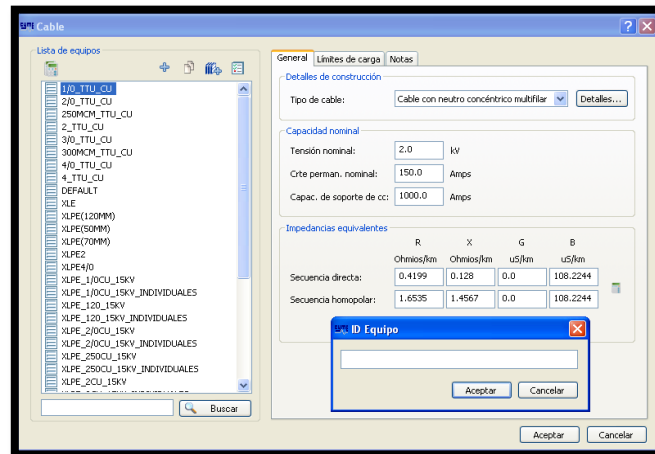 Cable
Lista de equipos
1/0_TTU_CU
2/0_TTU_CU
250MCM_TTU_CU
2_TTU_CU
3/0_TTU_CU
300MCM_TTU_CU
4/0_TTU_CU
4_TTU_CU
DEFAULT
XLE
XLPE(120MM)
XLPE(50MM)
XLPE(70MM)
XLPE2
XLPE4/0
XLPE_1/0CU_15KV
XLPE_1/0CU_15KV_INDIVIDUALES
XLPE_120_15KV
XLPE_120_15KV_INDIVIDUALES
XLPE_2/0CU_15KV
XLPE_2/0CU_15KV_INDIVIDUALES
XLPE_250CU_15KV
XLPE_250CU_15KV_INDIVIDUALES
XLPE_2CU_15KV
Buscar
General Límites de carga Notas
Detalles de construcción
Tipo de cable: Cable con neutro concéntrico multifilar Detalles...
Capacidad nominal
Tensión nominal: 2.0 kV
Crte perman. nominal: 150.0 Amps
Capac. de soporte de cc: 1000.0 Amps
Impedancias equivalentes
R X G B
Ohmios/km Ohmios/km uS/km uS/km
Secuencia directa: 0.4199 0.128 0.0 108.2244
Secuencia homopolar: 1.6535 1.4567 0.0 108.2244
ID Equipo
Aceptar Cancelar
Aceptar Cancelar